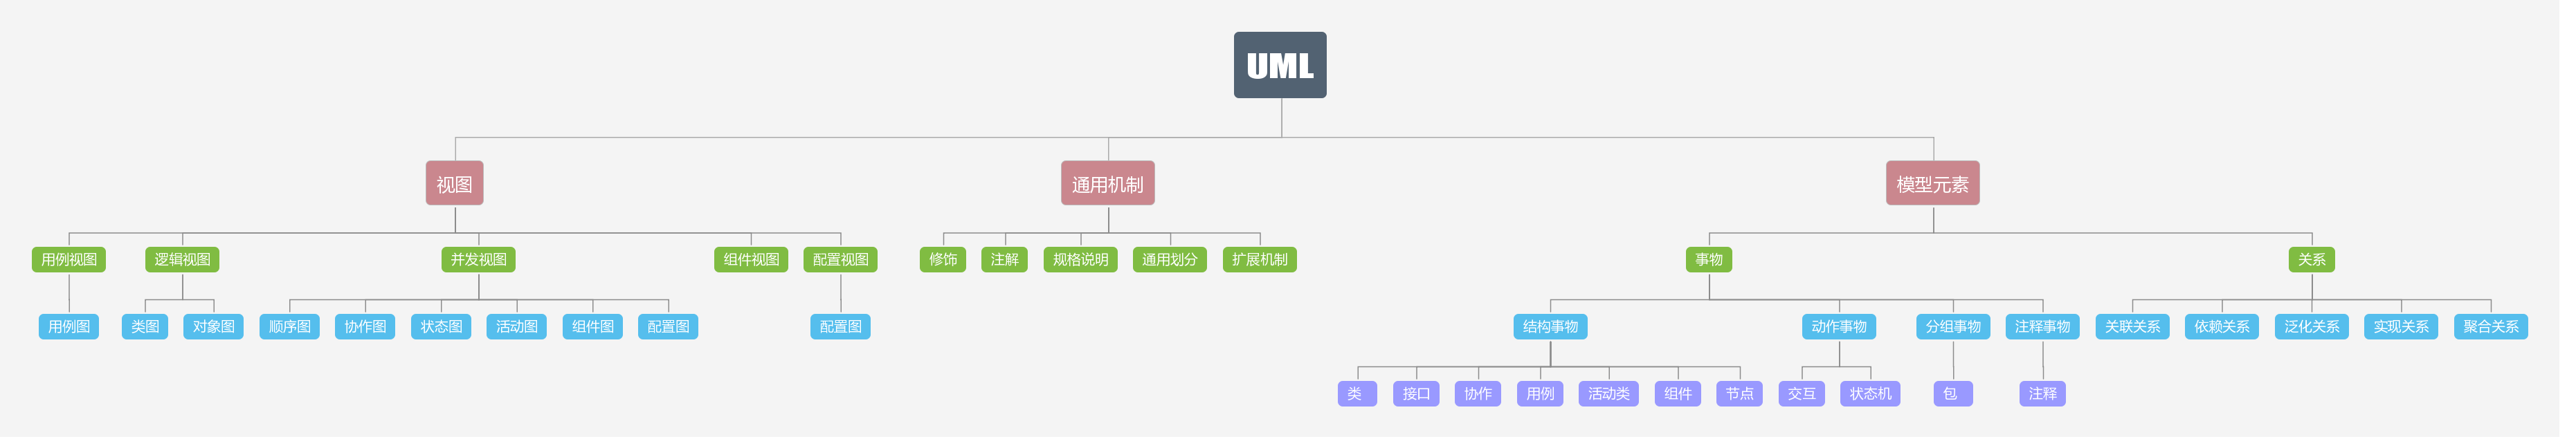 UML
视图
通用机制
模型元素
用例视图
逻辑视图
并发视图
组件视图
配置视图
修饰
注解
规格说明
通用划分
扩展机制
事物
关系
用例图
类图
对象图
顺序图
协作图
状态图
活动图
组件图
配置图
配置图
结构事物
动作事物
分组事物
注释事物
关联关系
依赖关系
泛化关系
实现关系
聚合关系
类
接口
协作
用例
活动类
组件
节点
交互
状态机
包
注释